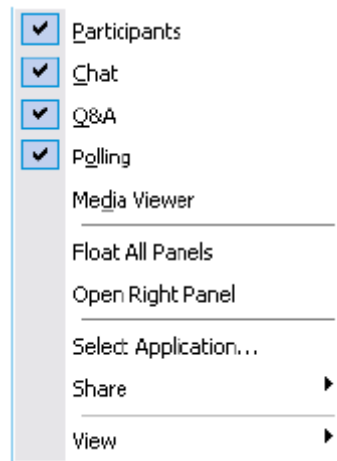 Participants
Chat
Q&A
Polling
Media Viewer
Float All Panels
Open Right Panel
Select Application...
Share
View